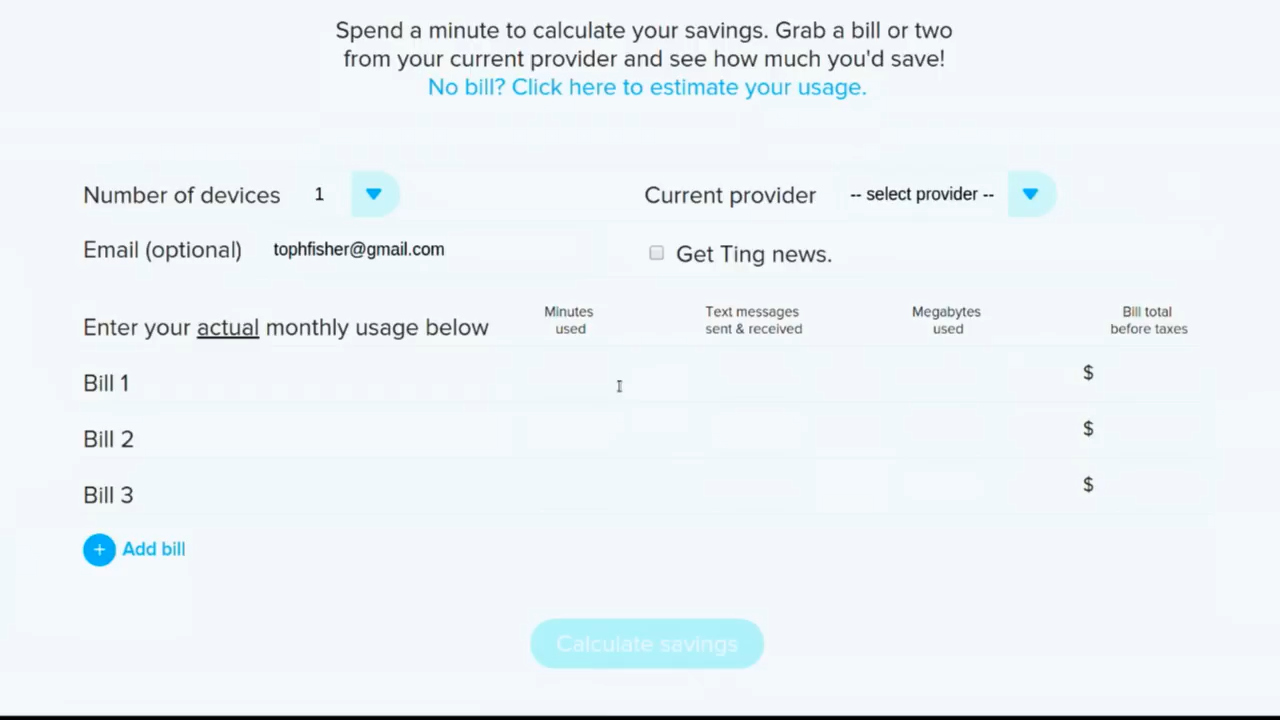 Spend a minute to calculate your savings. Grab a bill or two
from your current provider and see how much you'd save!
No bill? Click here to estimate your usage.
Number of devices 1 Current provider -- select provider --
Email (optional) tophfisher@gmail.com Get Ting news.
Enter your actual monthly usage below
Minutes used
Text messages sent & received
Megabytes used
Bill total before taxes
Bill 1 $
Bill 2 $
Bill 3 $
+ Add bill
Calculate savings